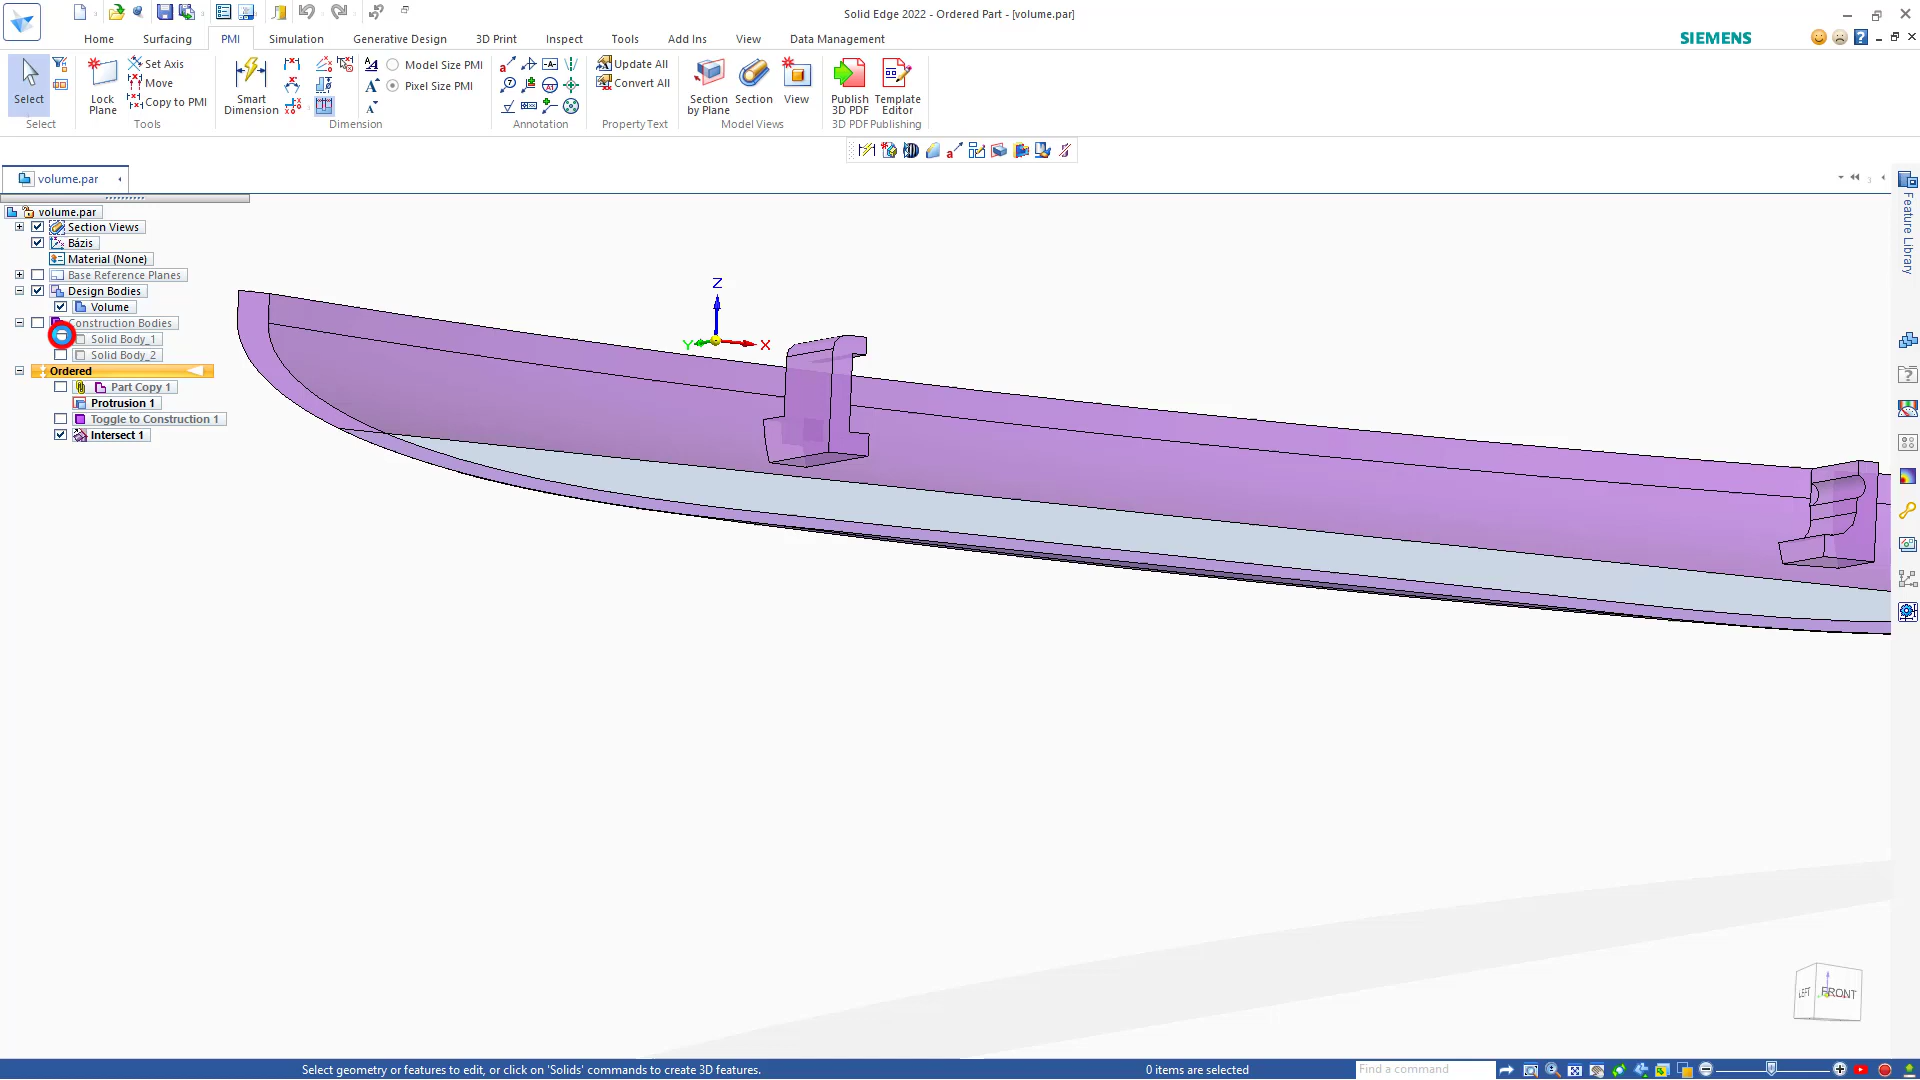 Solid Edge 2022 - Ordered Part - [volume.par]
Home Surfacing PMI Simulation Generative Design 3D Print Inspect Tools Add Ins View Data Management
SIEMENS
Select
Select
Lock Plane
Set Axis
Move
Copy to PMI
Tools
Smart Dimension
Model Size PMI
Pixel Size PMI
Dimension
Annotation
Update All
Convert All
Property Text
Section by Plane
Section
View
Model Views
Publish 3D PDF
Template Editor
3D PDF Publishing
volume.par
3
volume.par
Section Views
Bázis
Material (None)
Base Reference Planes
Design Bodies
Volume
Construction Bodies
Solid Body_1
Solid Body_2
Ordered
Part Copy 1
Protrusion 1
Toggle to Construction 1
Intersect 1
Z
Y
X
Feature Library
LEFT
FRONT
Select geometry or features to edit, or click on 'Solids' commands to create 3D features.
0 items are selected
Find a command